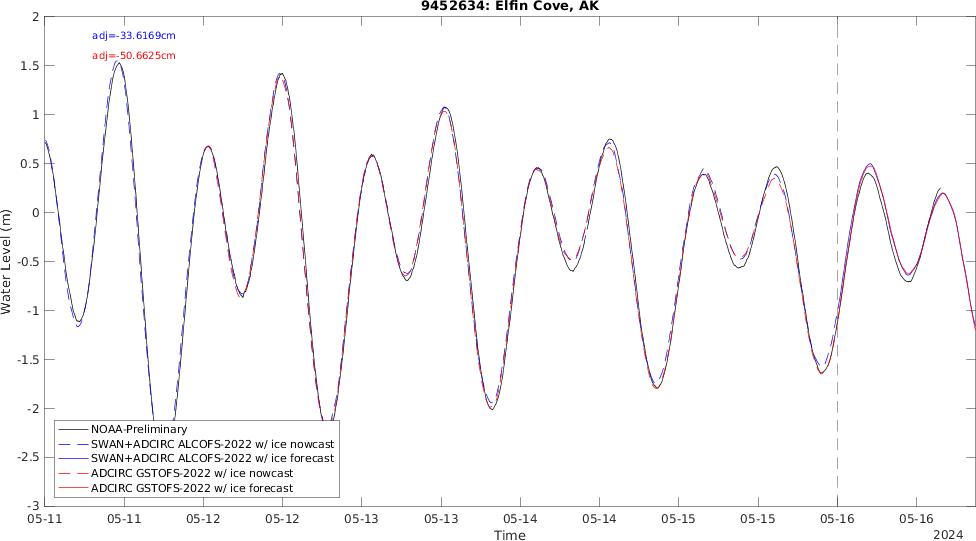 9452634: Elfin Cove, AK
adj=-33.6169cm
adj=-50.6625cm
2
1.5
1
0.5
0
-0.5
-1
-1.5
-2
-2.5
-3
Water Level (m)
NOAA-Preliminary
SWAN+ADCIRC ALCOFS-2022 w/ ice nowcast
SWAN+ADCIRC ALCOFS-2022 w/ ice forecast
ADCIRC GSTOFS-2022 w/ ice nowcast
ADCIRC GSTOFS-2022 w/ ice forecast
05-11 05-11 05-12 05-12 05-13 05-13 05-14 05-14 05-15 05-15 05-16 05-16
Time
2024